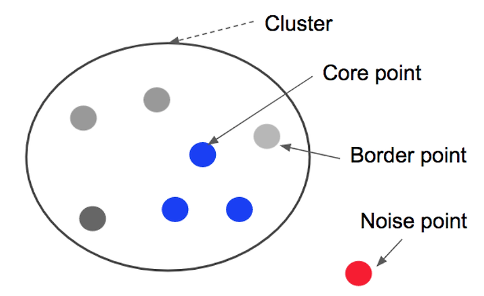 Cluster
Core point
Border point
Noise point